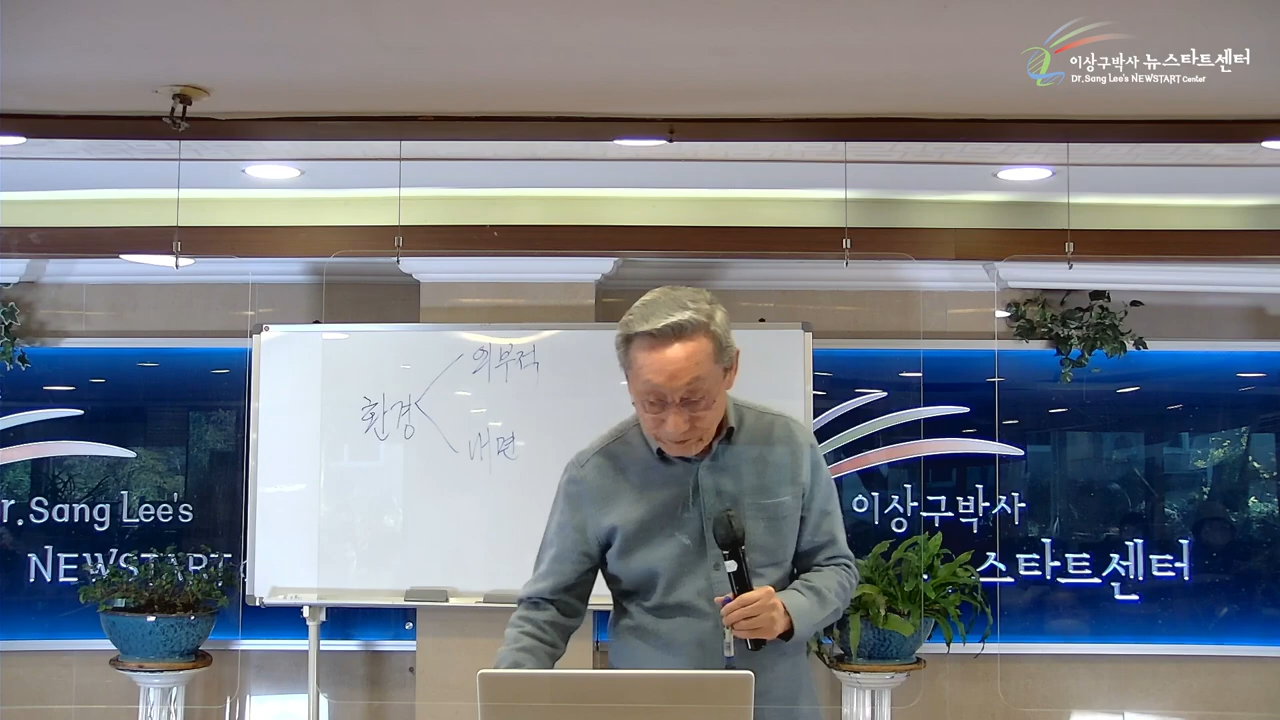 이상구박사 뉴스타트센터
Dr.Sang Lee's NEWSTART Center
외부적
환경
내면
r.Sang Lee's
NEWSTART
이상구박사
스타트센터